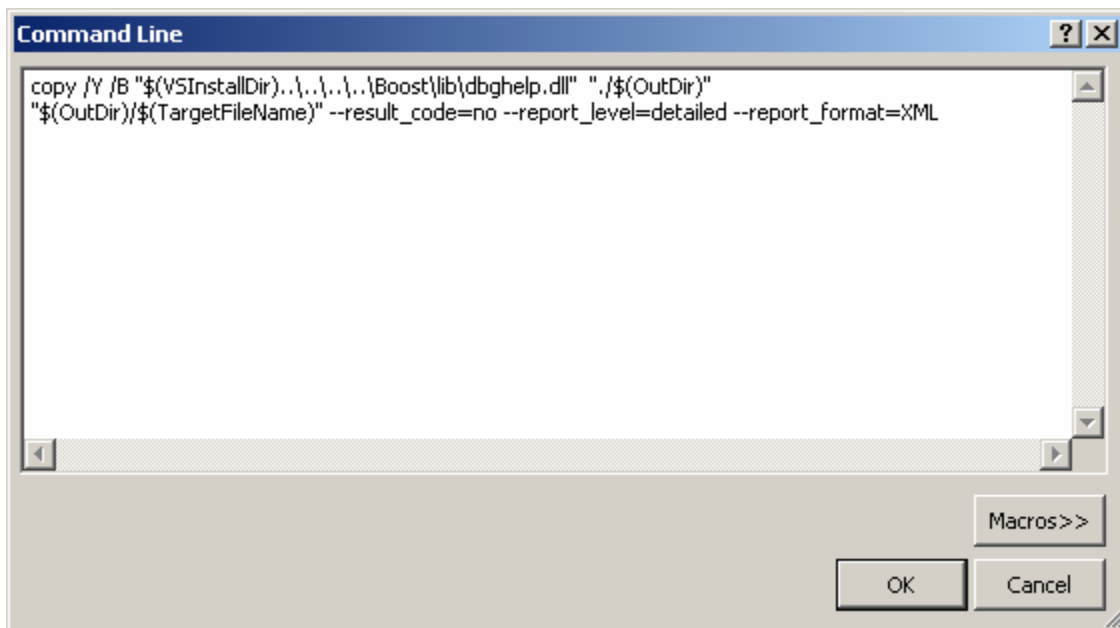 Command Line
copy /Y /B "$(VSInstallDir)..\..\..\..\Boost\lib\dbghelp.dll"  "./$(OutDir)"
"$(OutDir)/$(TargetFileName)" --result_code=no --report_level=detailed --report_format=XML
Macros>>
OK
Cancel